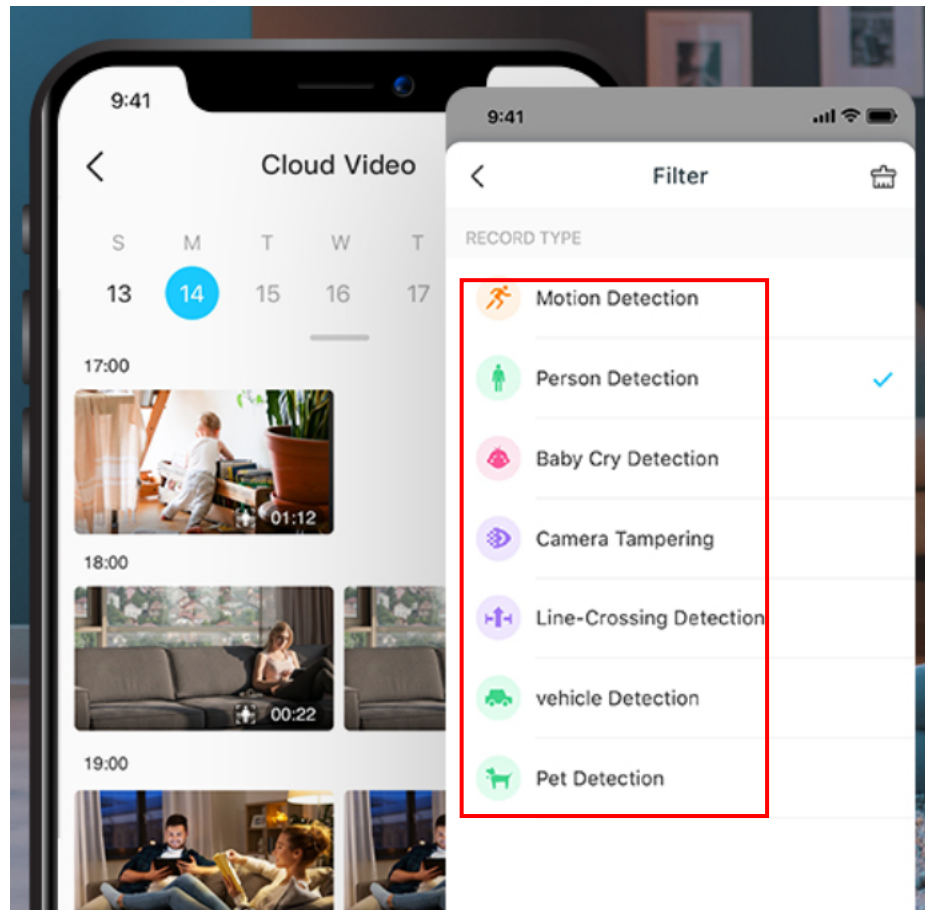 9:41
Cloud Video
S M T W T
13 14 15 16 17
17:00
01:12
18:00
00:22
19:00
9:41
Filter
RECORD TYPE
Motion Detection
Person Detection
Baby Cry Detection
Camera Tampering
Line-Crossing Detection
vehicle Detection
Pet Detection